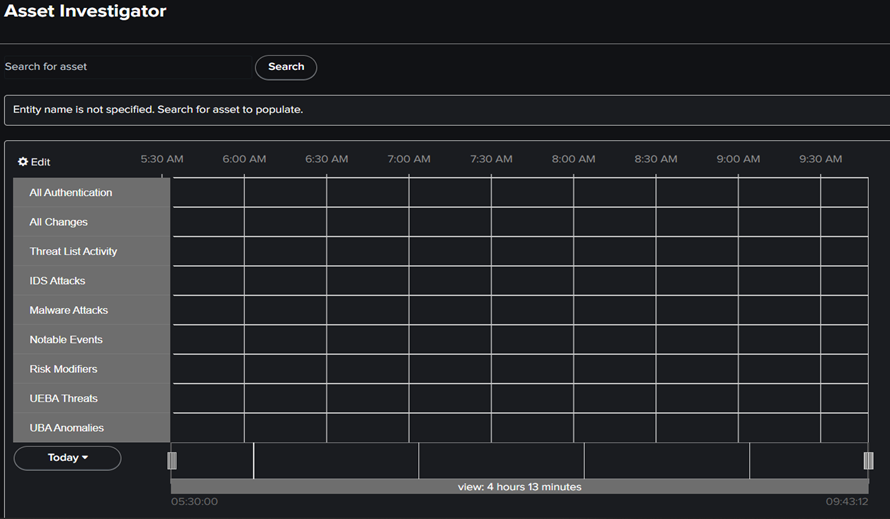 Asset Investigator
Search for asset
Search
Entity name is not specified. Search for asset to populate.
Edit
5:30 AM 6:00 AM 6:30 AM 7:00 AM 7:30 AM 8:00 AM 8:30 AM 9:00 AM 9:30 AM
All Authentication
All Changes
Threat List Activity
IDS Attacks
Malware Attacks
Notable Events
Risk Modifiers
UEBA Threats
UBA Anomalies
Today
view: 4 hours 13 minutes
05:30:00 09:43:12